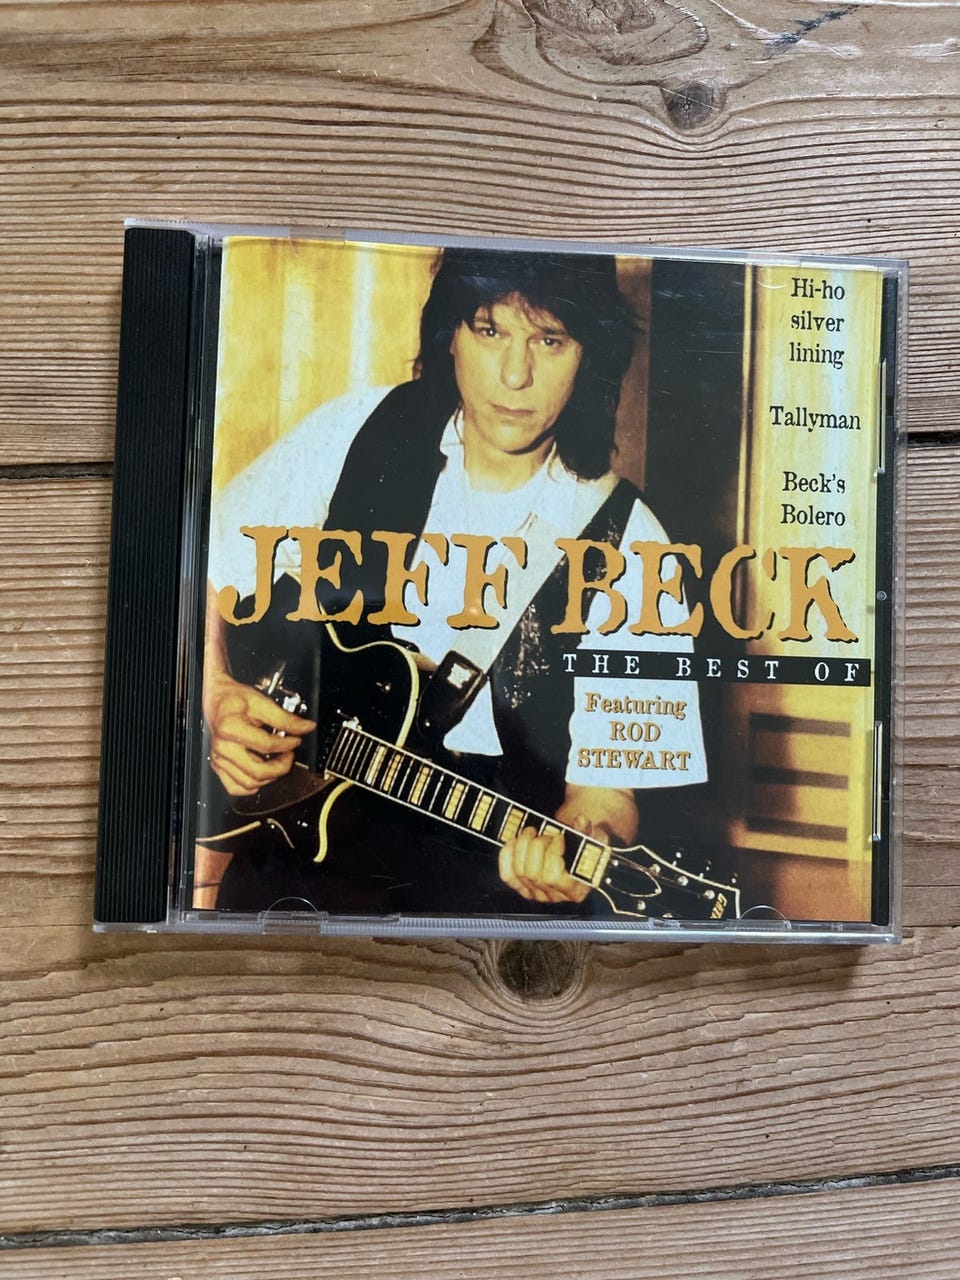 Hi-ho
silver
lining
Tallyman
Beck's
Bolero
JEFF BECK
THE BEST OF
Featuring
ROD
STEWART